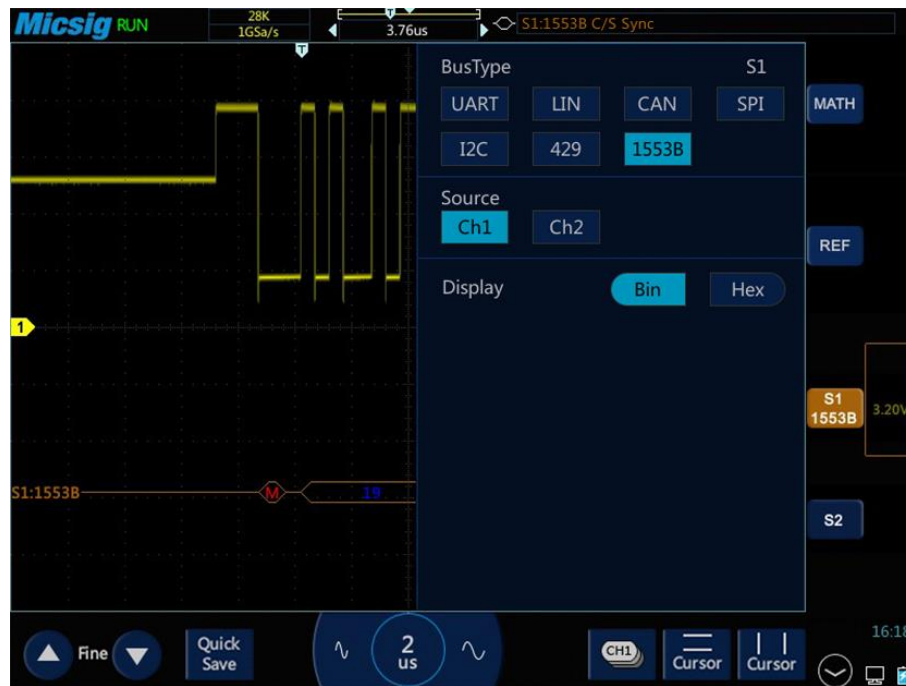 Micsig RUN
28K
1GSa/s
T
3.76us
S1:1553B C/S Sync
T
BusType S1
UART LIN CAN SPI MATH
I2C 429 1553B
Source
Ch1 Ch2
REF
Display Bin Hex
1
S1
1553B
3.20V
S1:1553B M 19
S2
Fine
Quick
Save
2
us
CH1
Cursor
Cursor
16:18